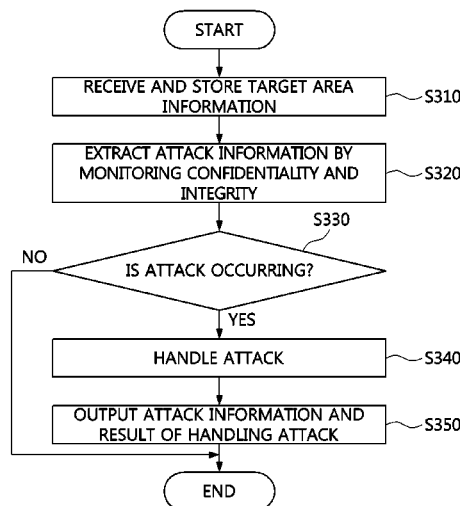 START
RECEIVE AND STORE TARGET AREA
INFORMATION
S310
EXTRACT ATTACK INFORMATION BY
MONITORING CONFIDENTIALITY AND
INTEGRITY
S320
S330
NO
IS ATTACK OCCURRING?
YES
HANDLE ATTACK
S340
OUTPUT ATTACK INFORMATION AND
RESULT OF HANDLING ATTACK
S350
END